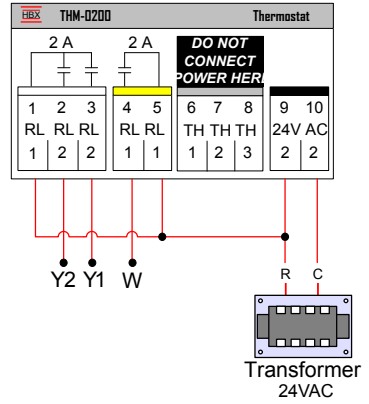 HBX THM-0200 Thermostat
2 A 2 A DO NOT
CONNECT
POWER HERE
1 2 3 4 5 6 7 8 9 10
RL RL RL RL RL TH TH TH 24V AC
1 2 2 1 1 1 2 3 2 2
Y2 Y1 W
R C
Transformer
24VAC